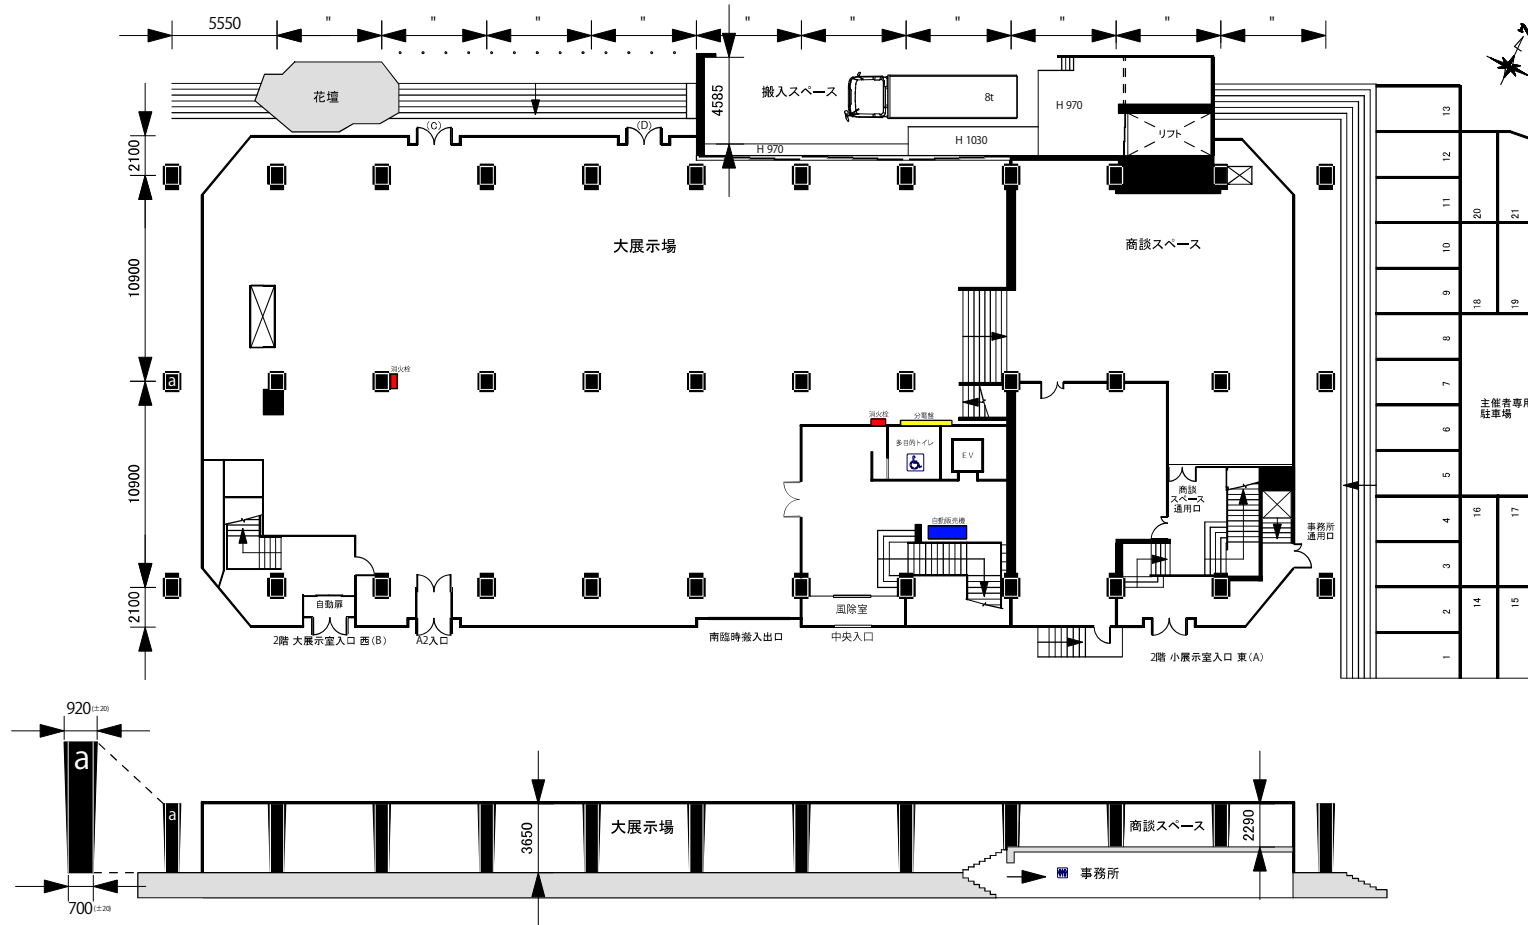 5550 " " " " " " " " " "
花壇
(C)
(D)
4585
搬入スペース
8t
H 970
H 970
H 1030
リフト
2100
10900
10900
2100
大展示場
商談スペース
a
消火栓
消火栓
分電盤
多目的トイレ
EV
自動販売機
商談
スペース
通用口
事務所
通用口
自動扉
風除室
2階 大展示室入口 西(B)
A2入口
南臨時搬入出口
中央入口
2階 小展示室入口 東(A)
13
12
11
10
9
8
7
6
5
4
3
2
1
20
21
18
19
主催者専用
駐車場
16
17
14
15
920(±20)
a
700(±20)
a
3650
大展示場
商談スペース
2290
事務所